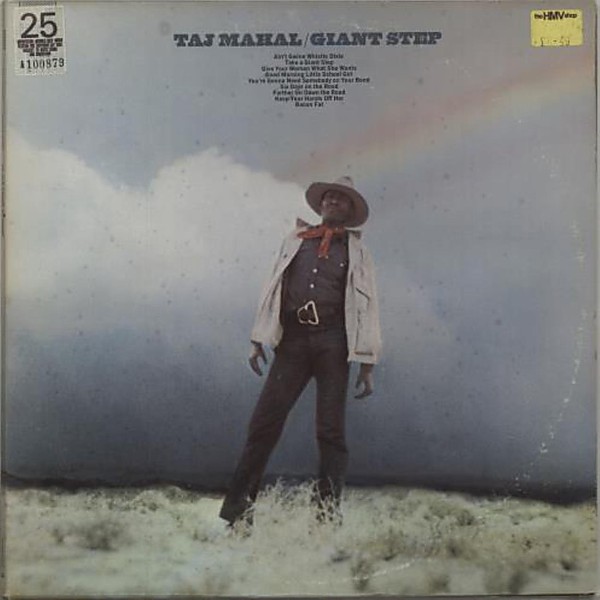 25
A100879
the HMV shop
TAJ MAHAL/GIANT STEP
Ain't Gwine Whistle Dixie
Take a Giant Step
Give Your Woman What She Wants
Good Morning Little School Girl
You're Gonna Need Somebody on Your Bond
Six Days on the Road
Farther On Down the Road
Keep Your Hands Off Her
Bacon Fat